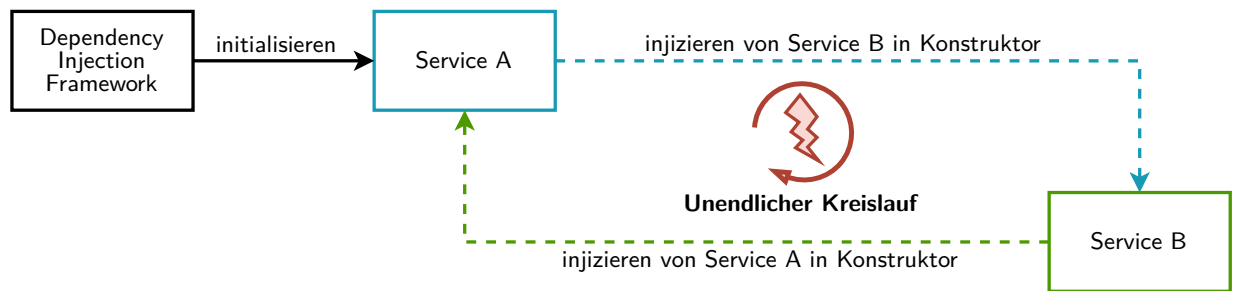 Dependency
Injection
Framework
initialisieren
Service A
injizieren von Service B in Konstruktor
Unendlicher Kreislauf
Service B
injizieren von Service A in Konstruktor